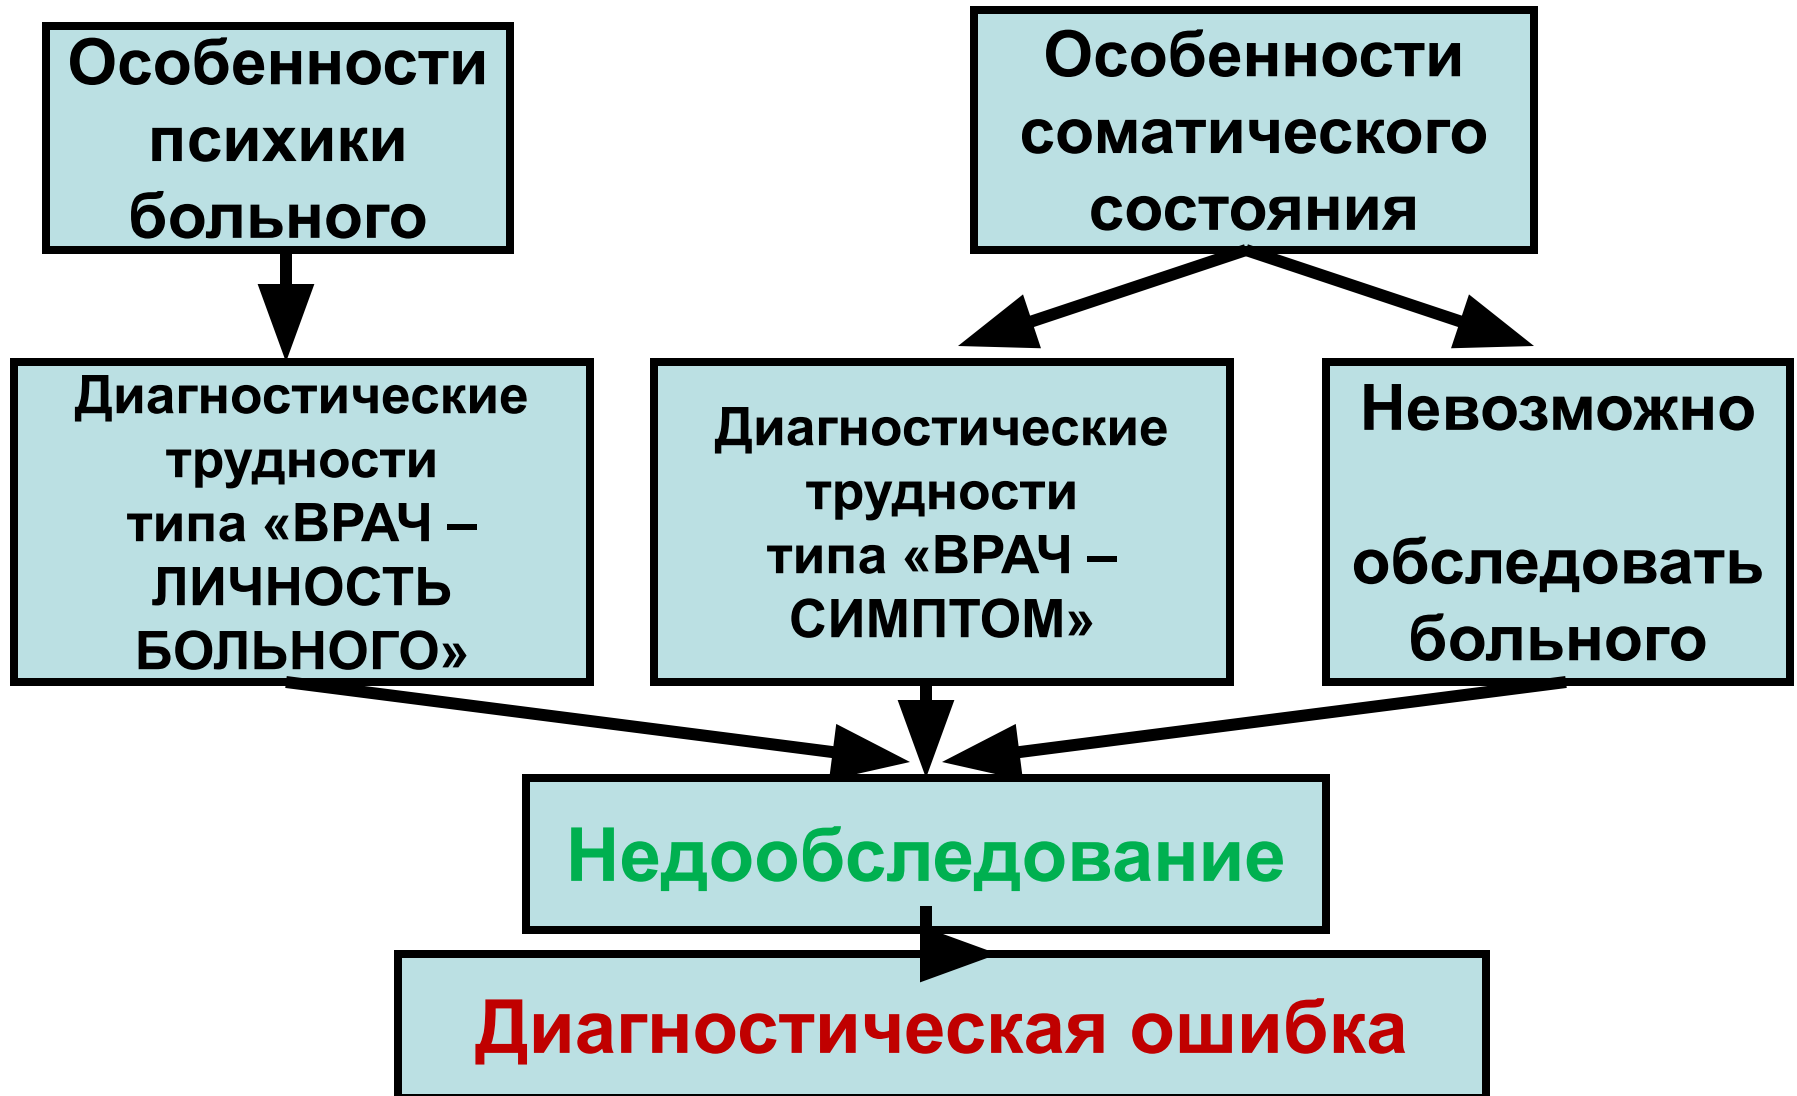 Особенности
психики
больного
Особенности
соматического
состояния
Диагностические
трудности
типа «ВРАЧ –
ЛИЧНОСТЬ
БОЛЬНОГО»
Диагностические
трудности
типа «ВРАЧ –
СИМПТОМ»
Невозможно
обследовать
больного
Недообследование
Диагностическая ошибка